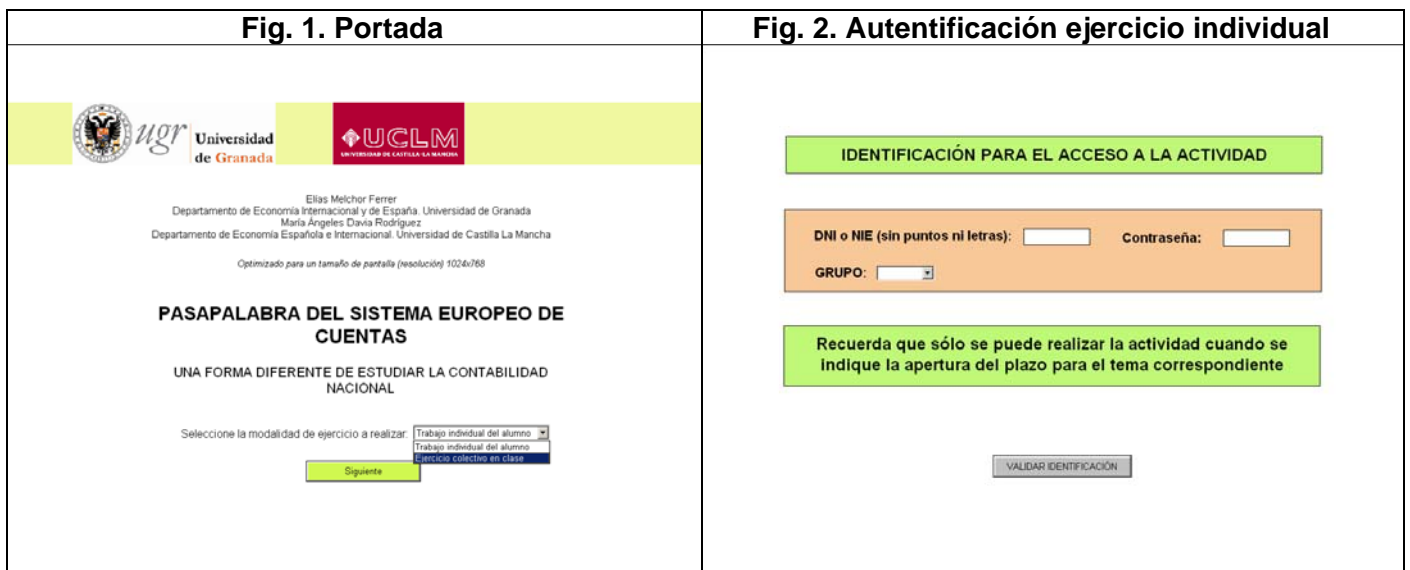 Fig. 1. Portada
ugr
Universidad
de Granada
UCLM
UNIVERSIDAD DE CASTILLA-LA MANCHA
Elías Melchor Ferrer
Departamento de Economía Internacional y de España. Universidad de Granada
María Ángeles Davia Rodríguez
Departamento de Economía Española e Internacional. Universidad de Castilla La Mancha
Optimizado para un tamaño de pantalla (resolución) 1024x768
PASAPALABRA DEL SISTEMA EUROPEO DE
CUENTAS
UNA FORMA DIFERENTE DE ESTUDIAR LA CONTABILIDAD
NACIONAL
Seleccione la modalidad de ejercicio a realizar: Trabajo individual del alumno
Trabajo individual del alumno
Ejercicio colectivo en clase
Siguiente
Fig. 2. Autentificación ejercicio individual
IDENTIFICACIÓN PARA EL ACCESO A LA ACTIVIDAD
DNI o NIE (sin puntos ni letras): Contraseña:
GRUPO:
Recuerda que sólo se puede realizar la actividad cuando se
indique la apertura del plazo para el tema correspondiente
VALIDAR IDENTIFICACIÓN